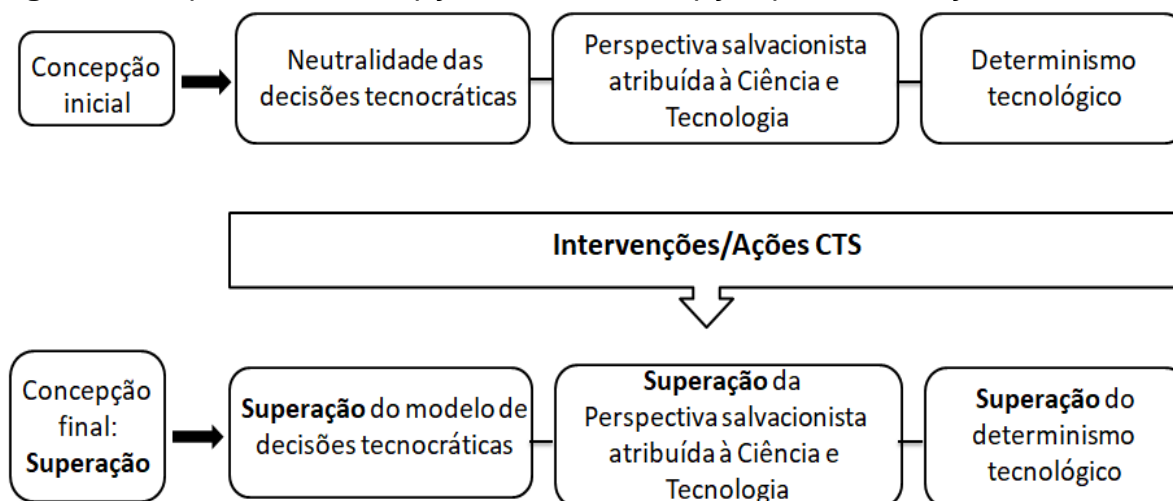 Concepção
inicial
Neutralidade das
decisões tecnocráticas
Perspectiva salvacionista
atribuída à Ciência e
Tecnologia
Determinismo
tecnológico
Intervenções/Ações CTS
Concepção
final:
Superação
Superação do modelo de
decisões tecnocráticas
Superação da
Perspectiva salvacionista
atribuída à Ciência e
Tecnologia
Superação do
determinismo
tecnológico